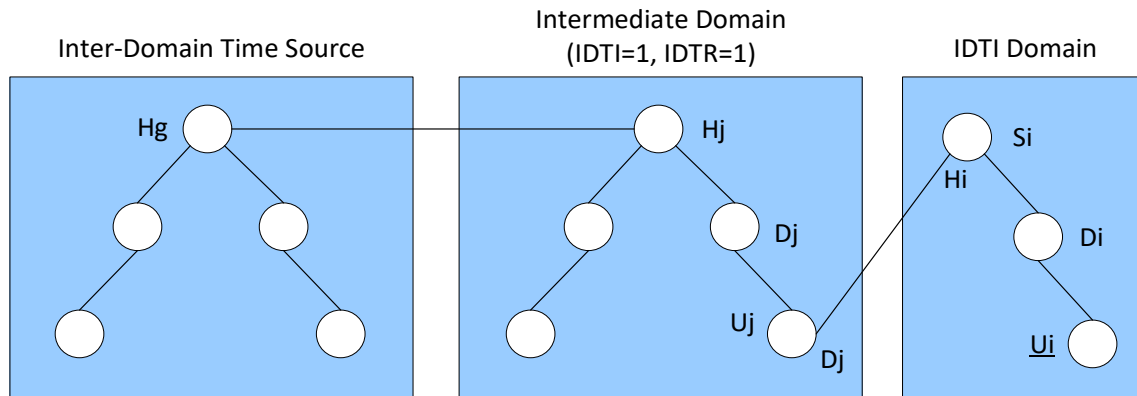 Inter-Domain Time Source
Intermediate Domain
(IDTI=1, IDTR=1)
IDTI Domain
Hg
Hj
Si
Hi
Dj
Di
Uj
Dj
Ui